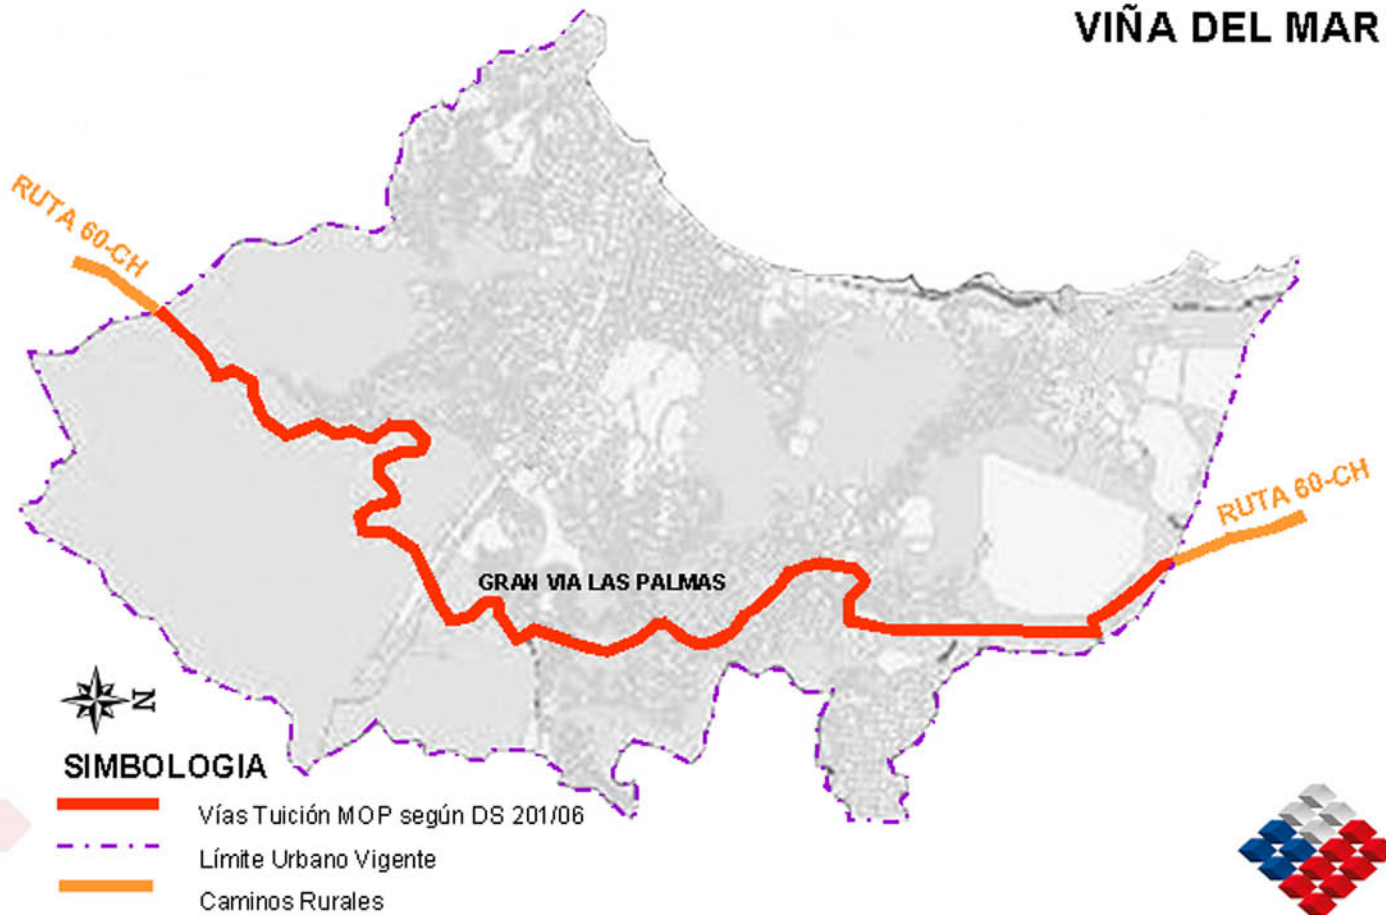 VIÑA DEL MAR
RUTA 60-CH
RUTA 60-CH
GRAN VIA LAS PALMAS
N
SIMBOLOGIA
Vías Tuición MOP según DS 201/06
Límite Urbano Vigente
Caminos Rurales